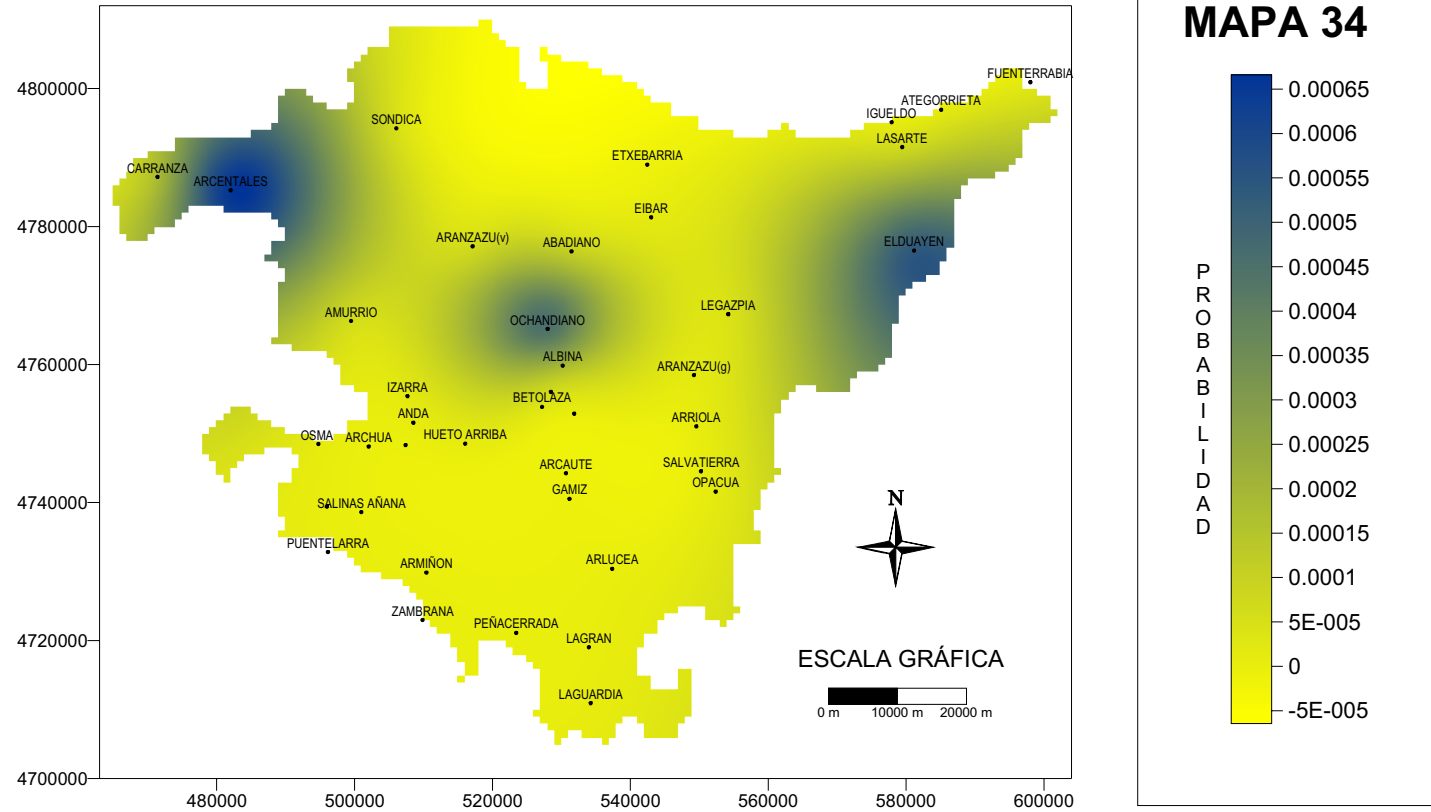 MAPA 34
FUENTERRABIA
4800000
ATEGORRIETA
0.00065
IGUELDO
SONDICA
0.0006
LASARTE
ETXEBARRIA
CARRANZA
0.00055
ARCENTALES
EIBAR
0.0005
4780000
ARANZAZU(v)
ABADIANO
ELDUAYEN
0.00045
LEGAZPIA
0.0004
AMURRIO
OCHANDIANO
ALBINA
0.00035
4760000
ARANZAZU(g)
IZARRA
BETOLAZA
0.0003
ANDA
ARRIOLA
OSMA
ARCHUA
HUETO ARRIBA
0.00025
ARCAUTE
SALVATIERRA
OPACUA
GAMIZ
0.0002
4740000
SALINAS AÑANA
N
0.00015
PUENTELARRA
ARMIÑON
ARLUCEA
0.0001
ZAMBRANA
PEÑACERRADA
5E-005
4720000
LAGRAN
ESCALA GRÁFICA
0
LAGUARDIA
0 m 10000 m 20000 m
-5E-005
4700000
480000 500000 520000 540000 560000 580000 600000
PROBABILIDAD